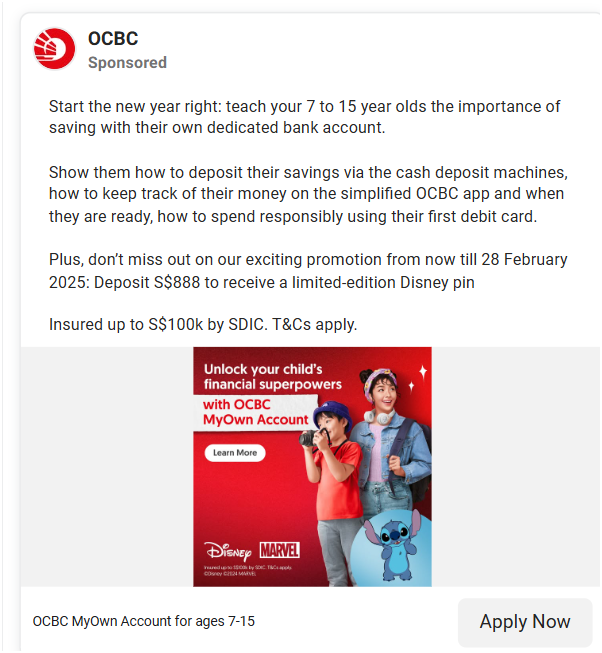 OCBC
Sponsored
Start the new year right: teach your 7 to 15 year olds the importance of
saving with their own dedicated bank account.
Show them how to deposit their savings via the cash deposit machines,
how to keep track of their money on the simplified OCBC app and when
they are ready, how to spend responsibly using their first debit card.
Plus, don’t miss out on our exciting promotion from now till 28 February
2025: Deposit S$888 to receive a limited-edition Disney pin
Insured up to S$100k by SDIC. T&Cs apply.
Unlock your child’s
financial superpowers
with OCBC
MyOwn Account
Learn More
Disney MARVEL
Insured up to S$100k by SDIC. T&Cs apply.
©Disney ©2024 MARVEL
OCBC MyOwn Account for ages 7-15
Apply Now